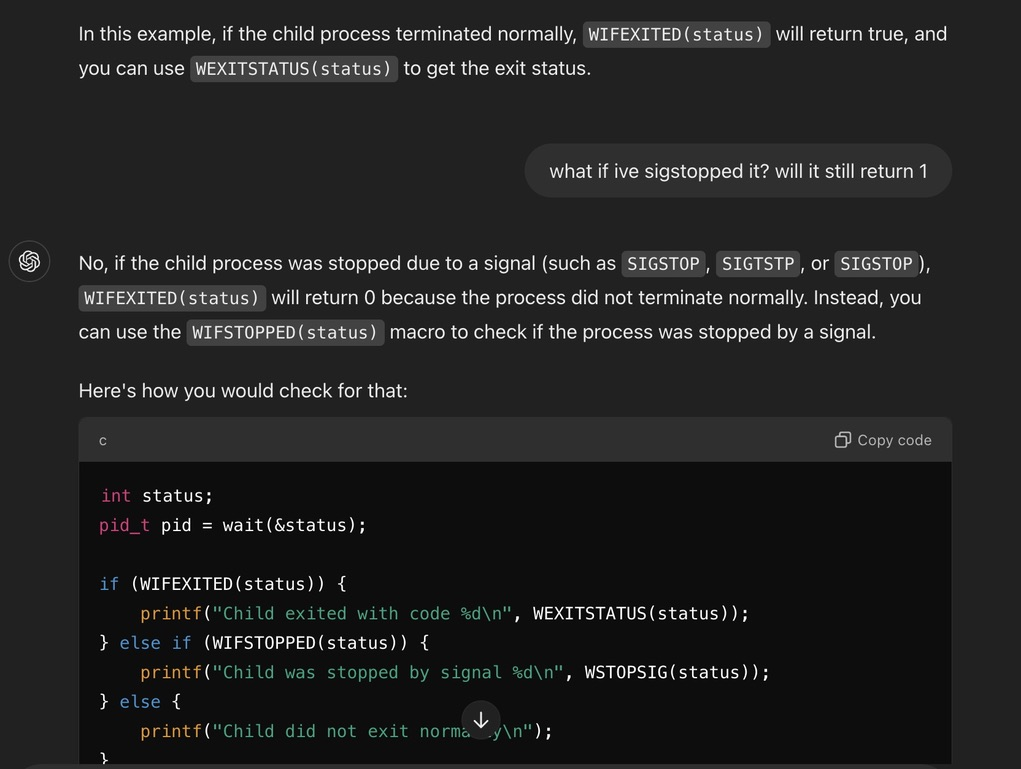 In this example, if the child process terminated normally, WIFEXITED(status) will return true, and
you can use WEXITSTATUS(status) to get the exit status.
what if ive sigstopped it? will it still return 1
No, if the child process was stopped due to a signal (such as SIGSTOP, SIGTSTP, or SIGSTOP),
WIFEXITED(status) will return 0 because the process did not terminate normally. Instead, you
can use the WIFSTOPPED(status) macro to check if the process was stopped by a signal.
Here's how you would check for that:
c Copy code
int status;
pid_t pid = wait(&status);
if (WIFEXITED(status)) {
    printf("Child exited with code %d\n", WEXITSTATUS(status));
} else if (WIFSTOPPED(status)) {
    printf("Child was stopped by signal %d\n", WSTOPSIG(status));
} else {
    printf("Child did not exit normally\n");
}